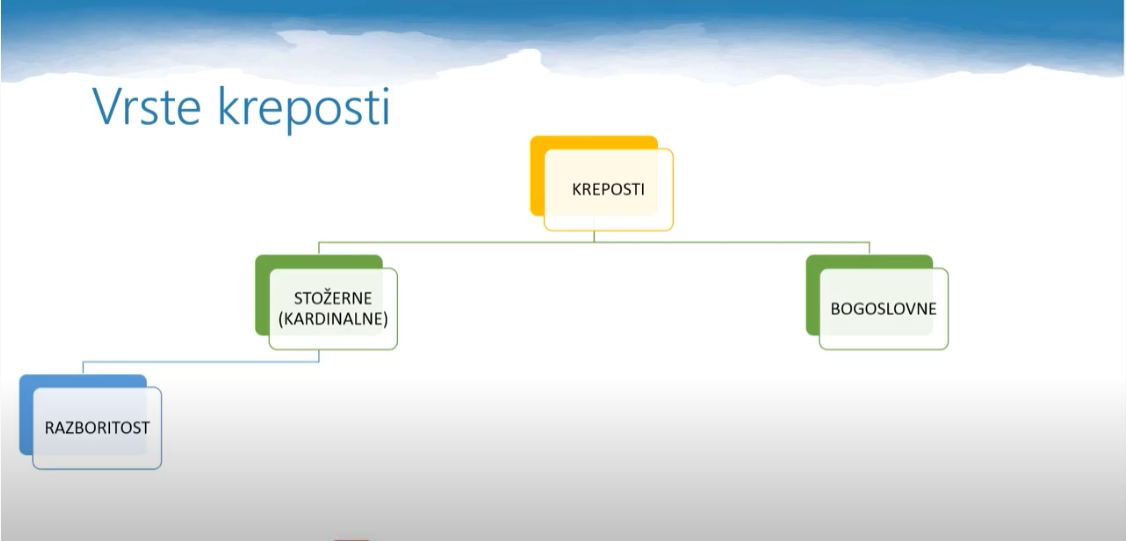 Vrste kreposti
KREPOSTI
STOŽERNE
(KARDINALNE)
BOGOSLOVNE
RAZBORITOST